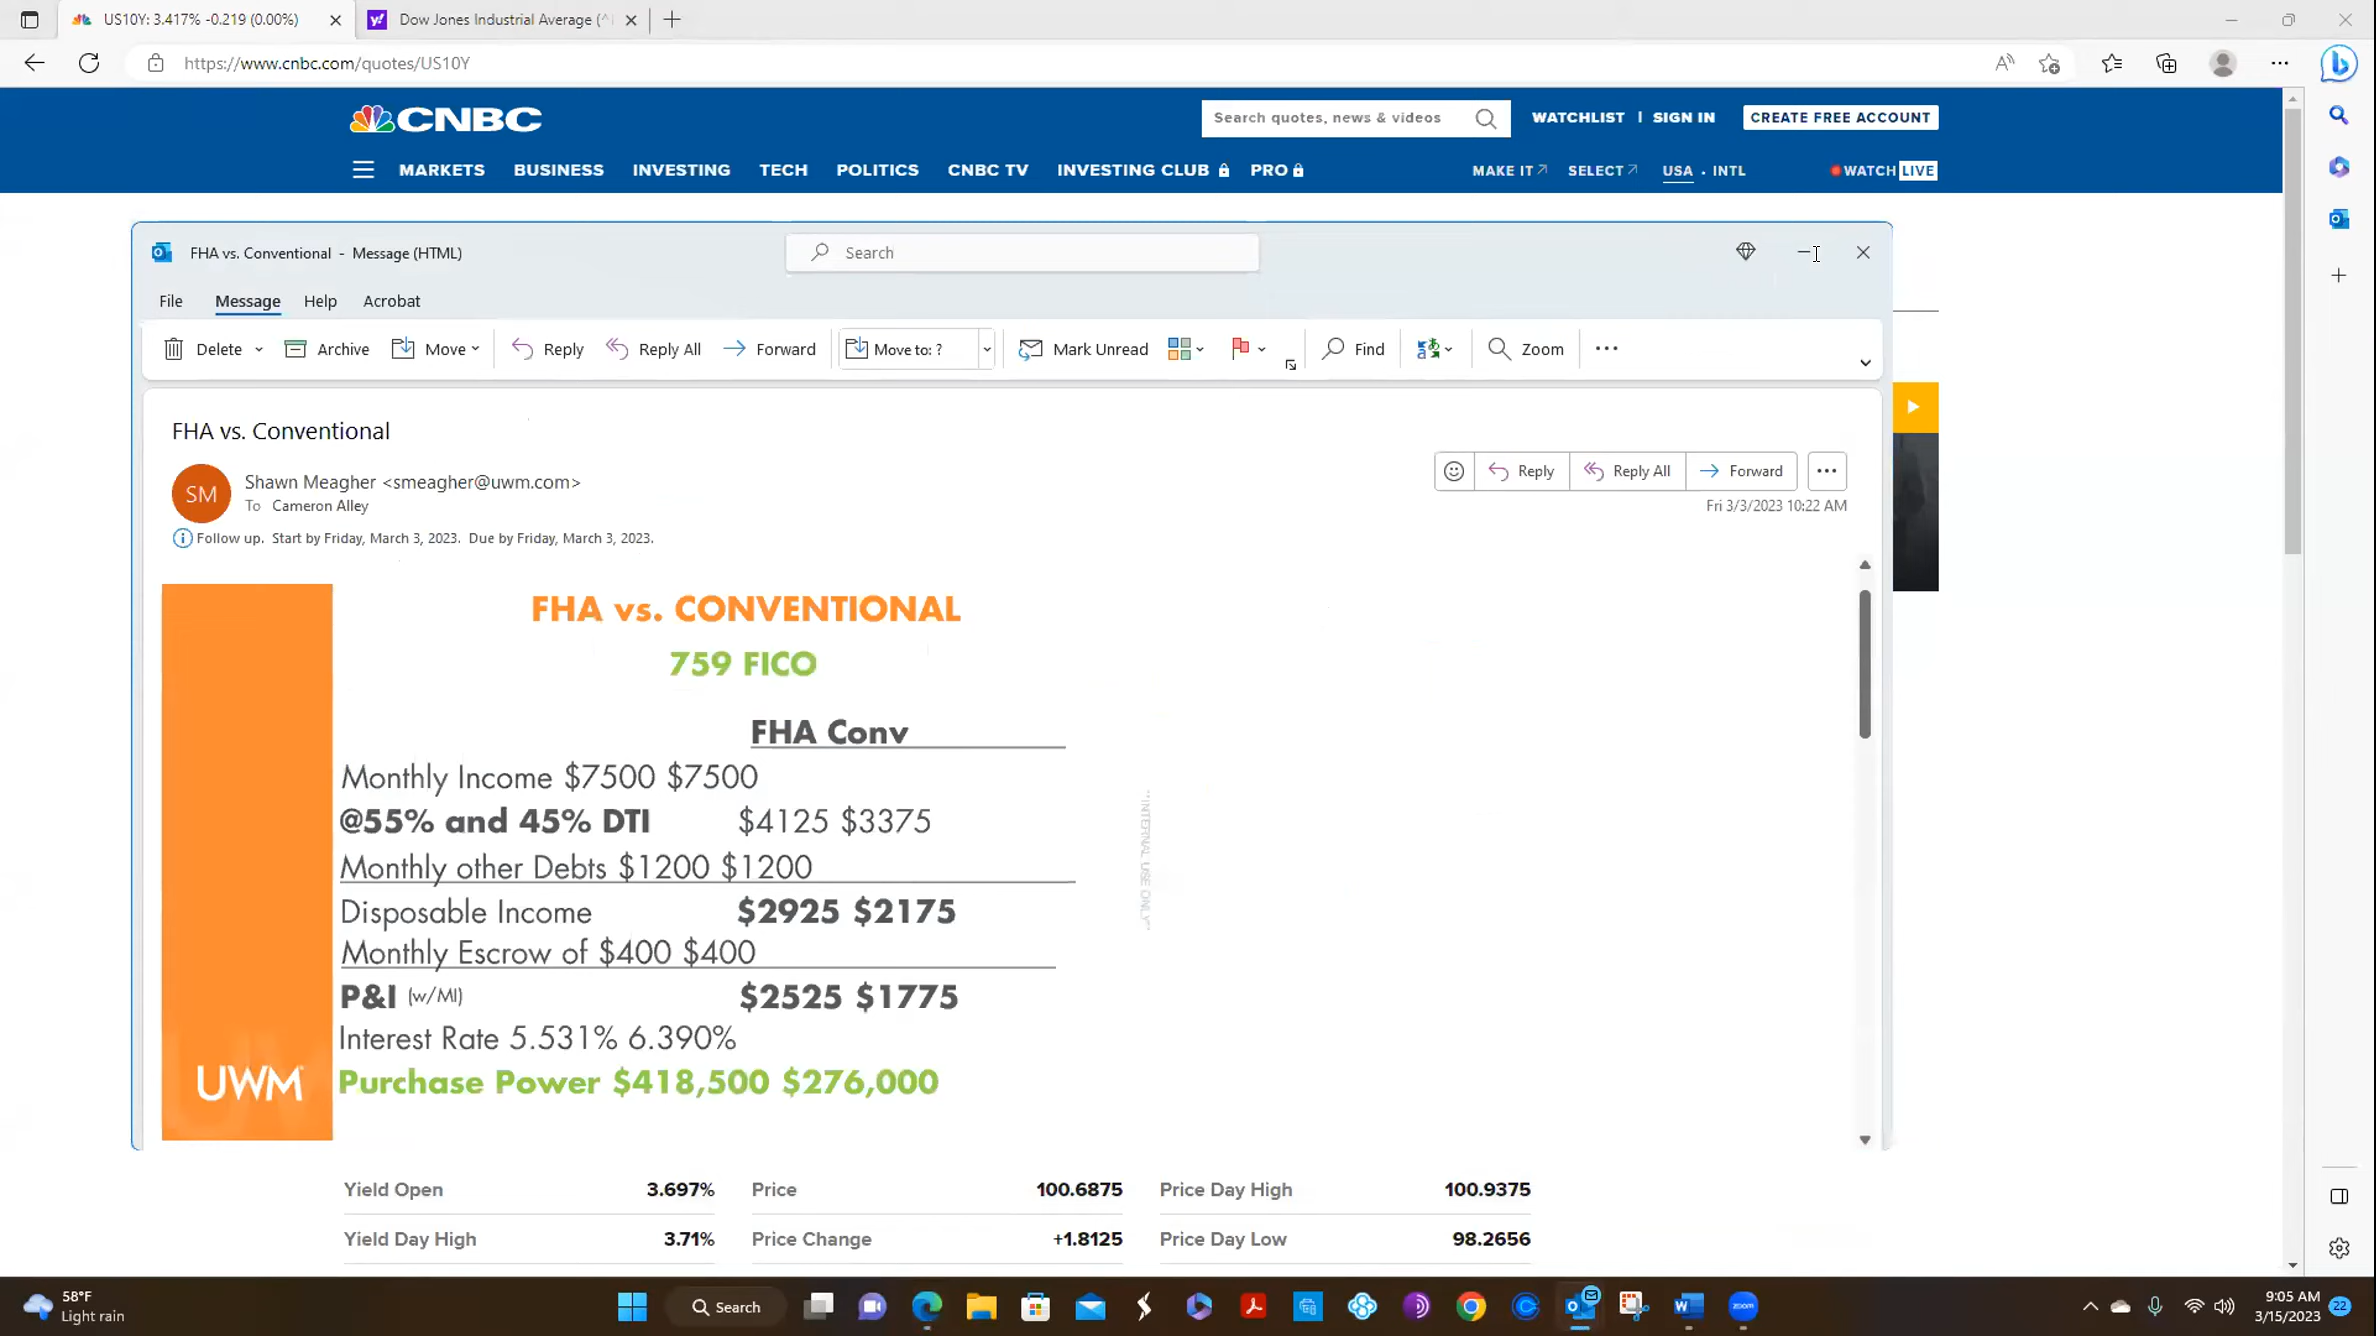 US10Y: 3.417% -0.219 (0.00%)
Dow Jones Industrial Average (^
https://www.cnbc.com/quotes/US10Y
CNBC
Search quotes, news & videos
WATCHLIST | SIGN IN
CREATE FREE ACCOUNT
MARKETS BUSINESS INVESTING TECH POLITICS CNBC TV INVESTING CLUB PRO
MAKE IT SELECT USA • INTL
WATCH LIVE
FHA vs. Conventional - Message (HTML)
Search
File Message Help Acrobat
Delete Archive Move Reply Reply All Forward Move to: ? Mark Unread Find Zoom
FHA vs. Conventional
SM
Shawn Meagher <smeagher@uwm.com>
To Cameron Alley
Reply Reply All Forward
Fri 3/3/2023 10:22 AM
Follow up. Start by Friday, March 3, 2023. Due by Friday, March 3, 2023.
FHA vs. CONVENTIONAL
759 FICO
FHA Conv
Monthly Income $7500 $7500
@55% and 45% DTI $4125 $3375
Monthly other Debts $1200 $1200
Disposable Income $2925 $2175
Monthly Escrow of $400 $400
P&I (w/MI) $2525 $1775
Interest Rate 5.531% 6.390%
Purchase Power $418,500 $276,000
UWM
**INTERNAL USE ONLY**
Yield Open 3.697% Price 100.6875 Price Day High 100.9375
Yield Day High 3.71% Price Change +1.8125 Price Day Low 98.2656
58°F
Light rain
Search
zoom
9:05 AM
3/15/2023
22